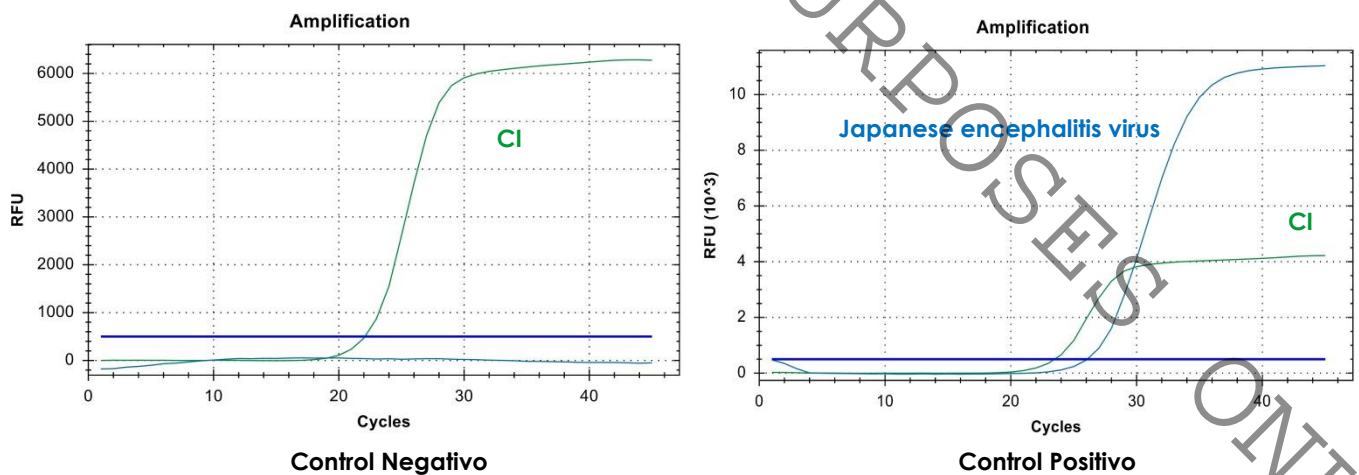 Amplification
6000
5000
4000
3000
2000
1000
0
RFU
CI
0 10 20 30 40
Cycles
Control Negativo
Amplification
10
8
6
4
2
0
RFU (10^3)
Japanese encephalitis virus
CI
0 10 20 30 40
Cycles
Control Positivo
PURPOSES